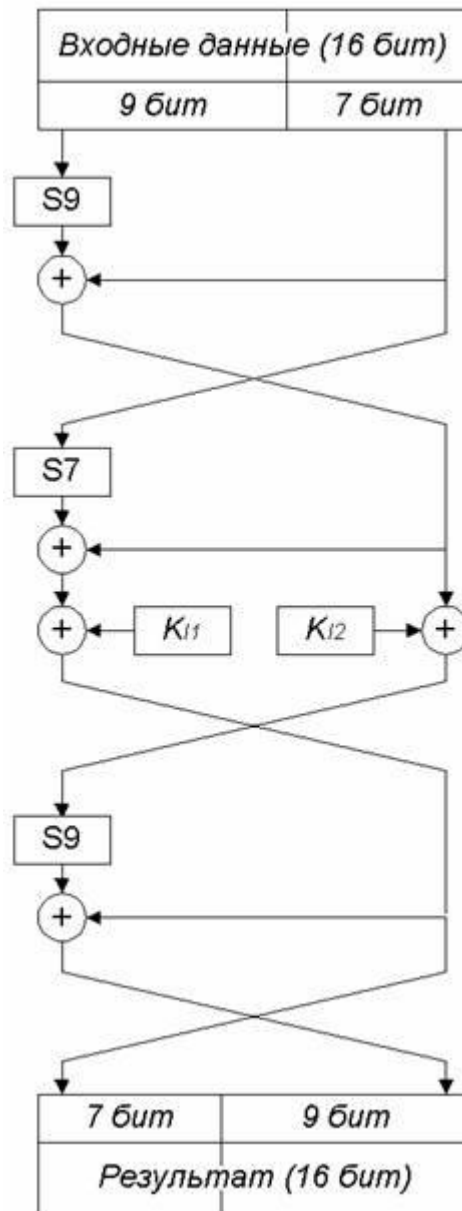 Входные данные (16 бит)
9 бит 7 бит
S9
+
S7
+
+ KI1 KI2 +
S9
+
7 бит 9 бит
Результат (16 бит)